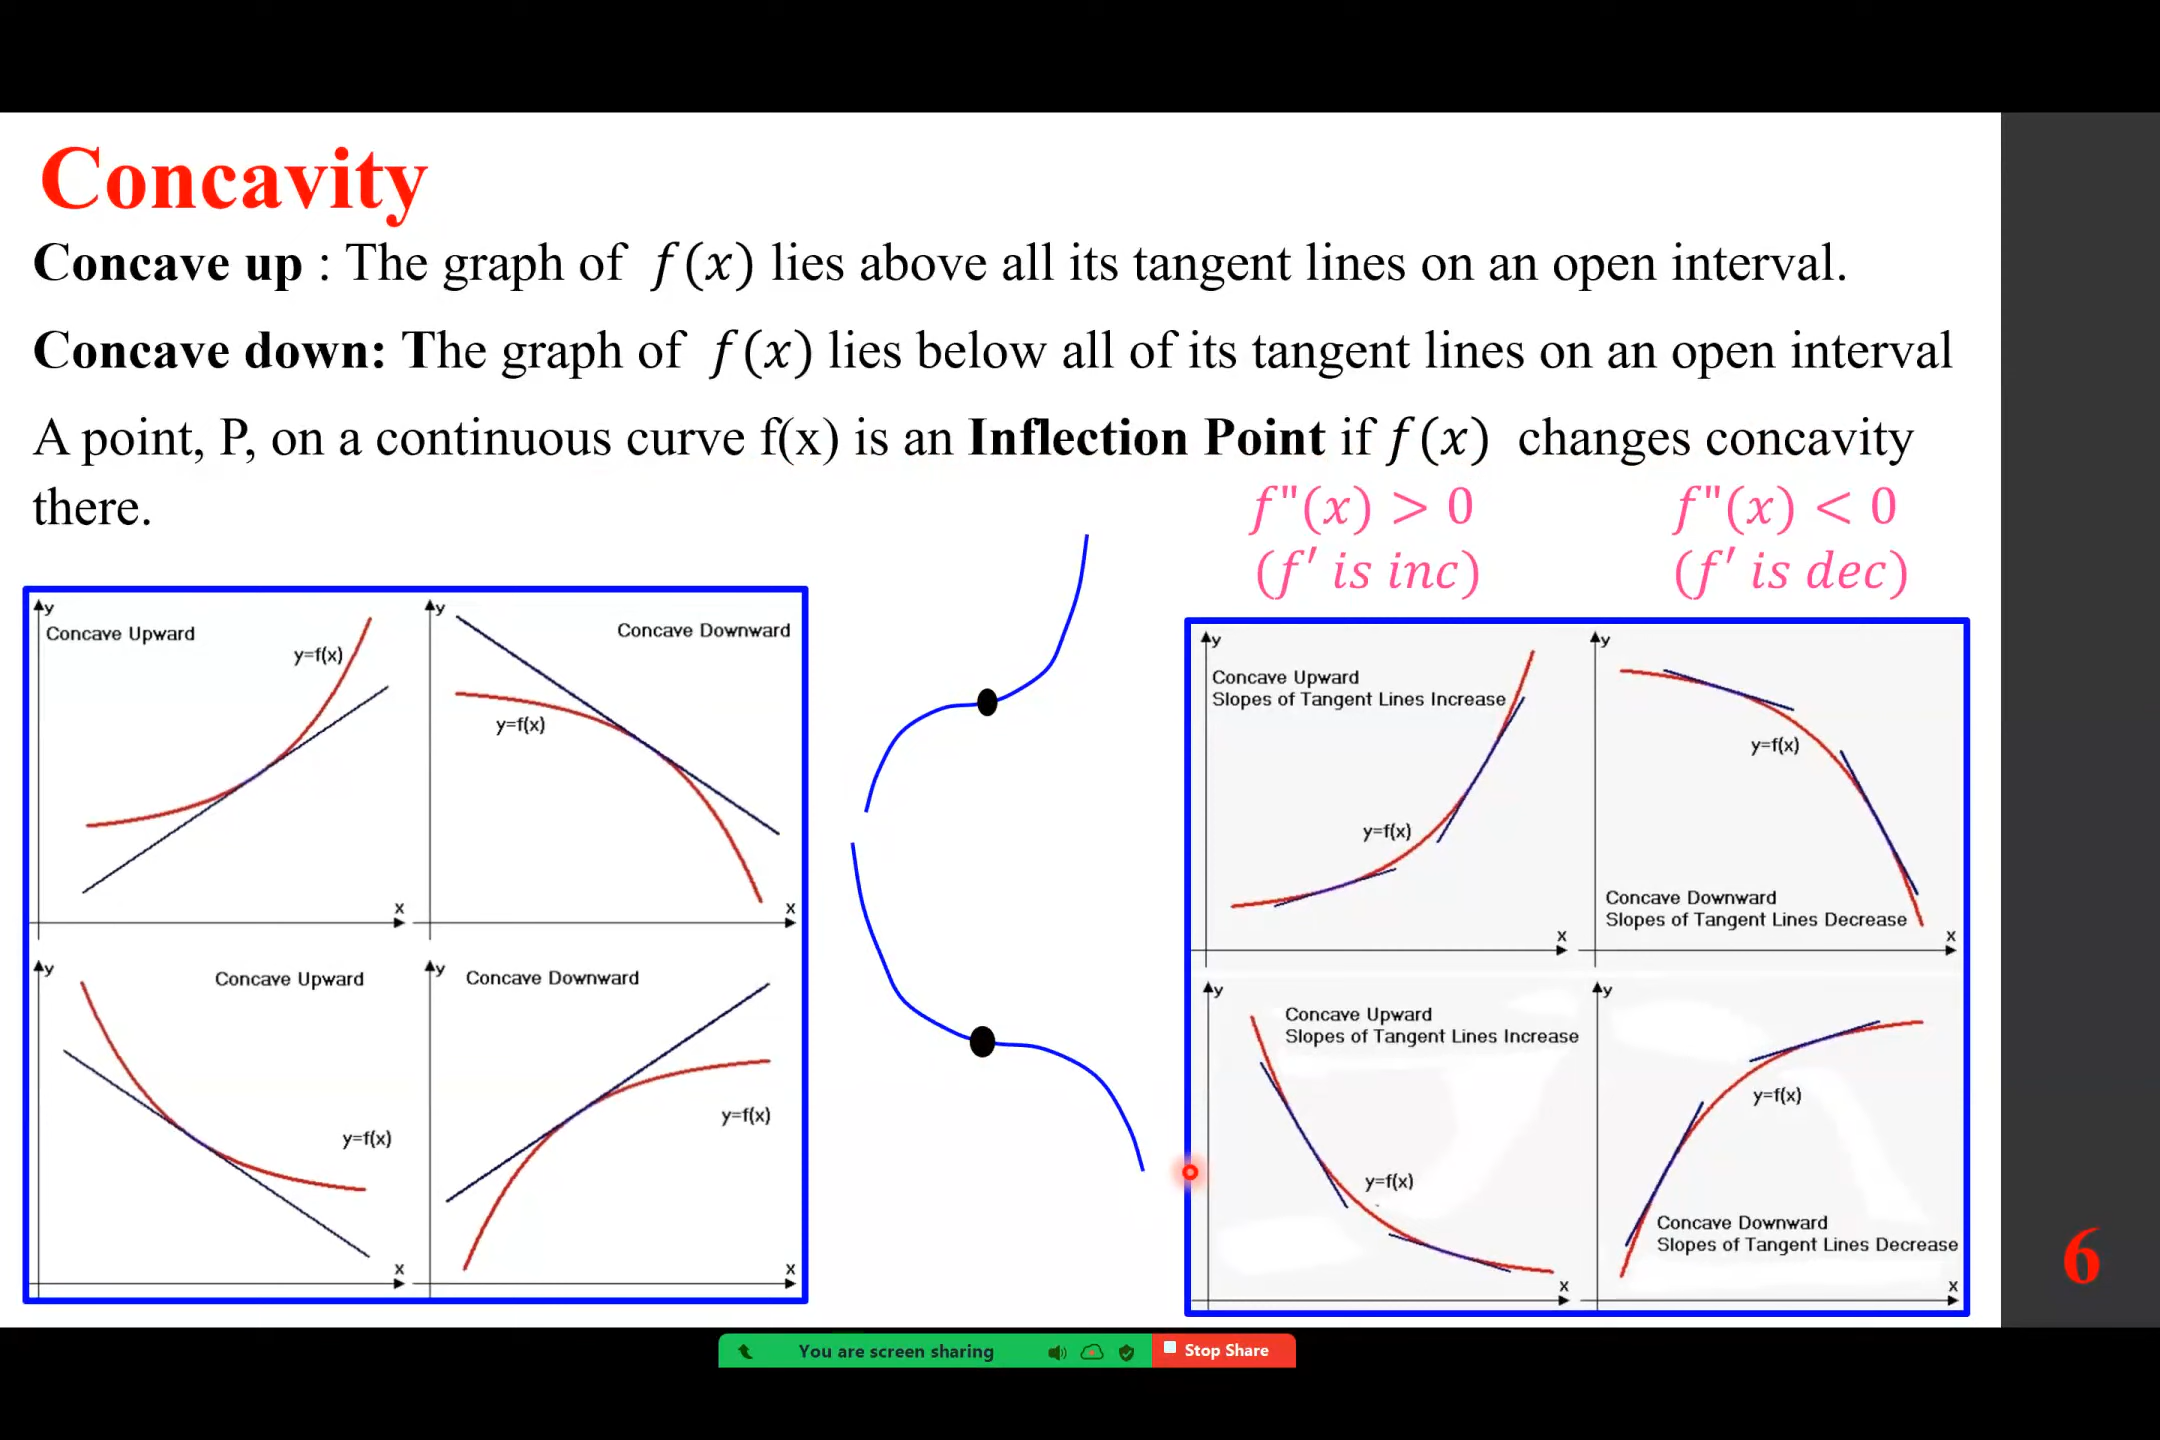 Concavity
Concave up : The graph of f(x) lies above all its tangent lines on an open interval.
Concave down: The graph of f(x) lies below all of its tangent lines on an open interval
A point, P, on a continuous curve f(x) is an Inflection Point if f(x) changes concavity
there.
f"(x) > 0
(f′ is inc)
f"(x) < 0
(f′ is dec)
y
Concave Upward
y=f(x)
x
y
Concave Downward
y=f(x)
x
y
Concave Upward
y=f(x)
x
y
Concave Downward
y=f(x)
x
y
Concave Upward
Slopes of Tangent Lines Increase
y=f(x)
x
y
y=f(x)
Concave Downward
Slopes of Tangent Lines Decrease
x
y
Concave Upward
Slopes of Tangent Lines Increase
y=f(x)
x
y
y=f(x)
Concave Downward
Slopes of Tangent Lines Decrease
x
6
You are screen sharing
Stop Share